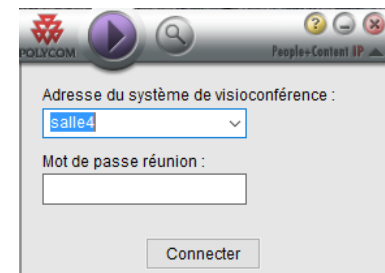 POLYCOM
?
People+Content IP
Adresse du système de visioconférence :
salle4
Mot de passe réunion :
Connecter